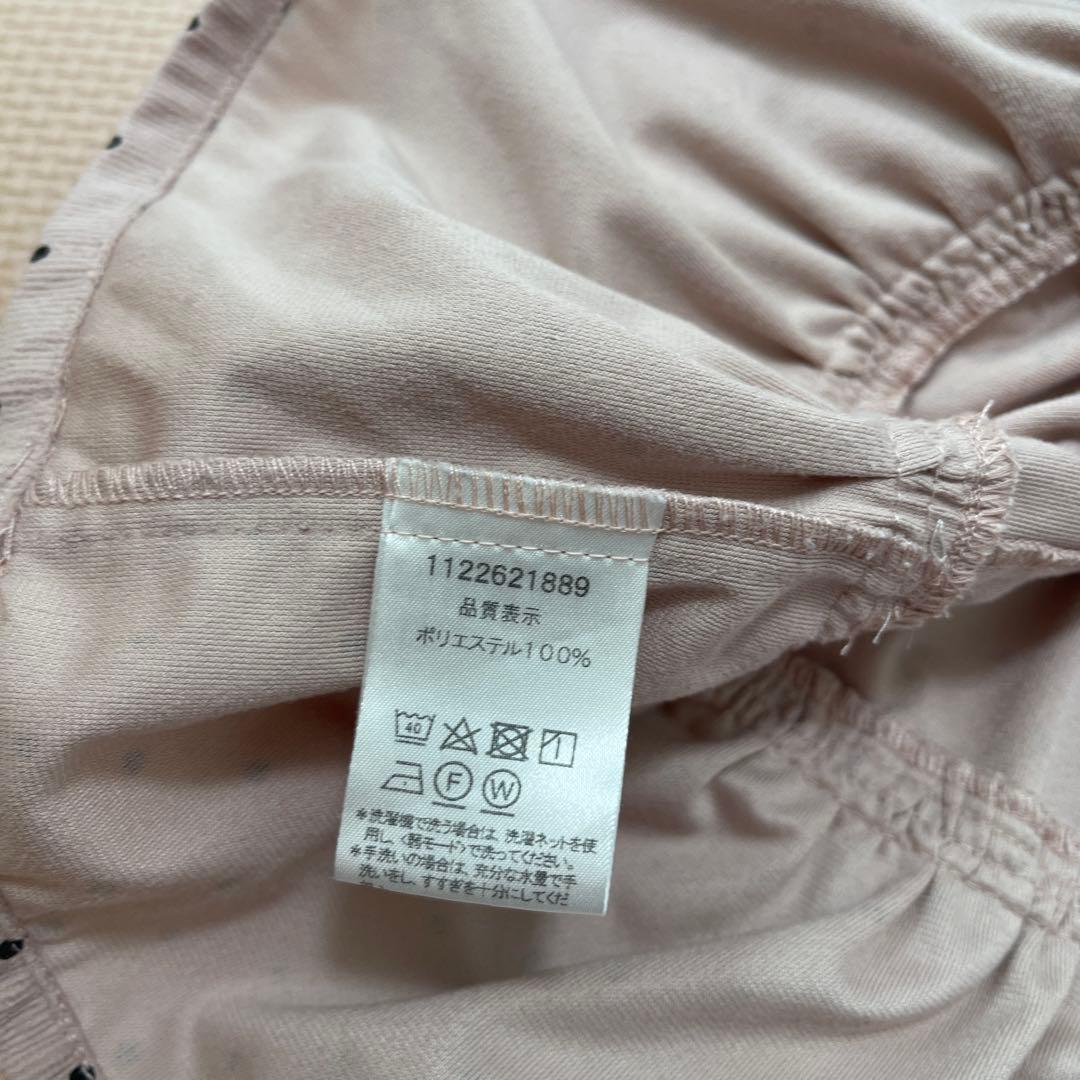 1122621889
品質表示
ポリエステル100%
40
1
F W
*洗濯機で洗う場合は、洗濯ネットを使
用し、<弱モード>で洗ってください。
*手洗いの場合は、充分な水量で手
洗いをし、すすぎを十分にしてくだ